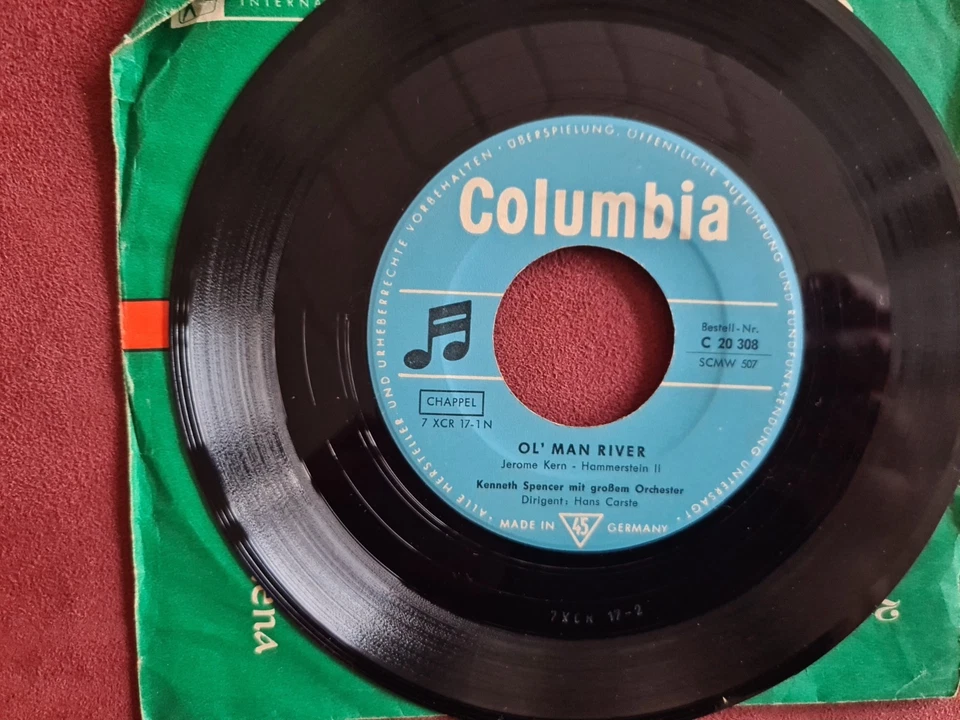 INTERNA
ALLE HERSTELLER UND URHEBERRECHTE VORBEHALTEN · ÜBERSPIELUNG, ÖFFENTLICHE AUFFÜHRUNG UND RUNDFUNKSENDUNG UNTERSAGT ·
Columbia
Bestell-Nr.
C 20 308
SCMW 507
CHAPPEL
7 XCR 17-1N
OL' MAN RIVER
Jerome Kern - Hammerstein II
Kenneth Spencer mit großem Orchester
Dirigent: Hans Carste
MADE IN 45 GERMANY
7XCR 17-2
ena